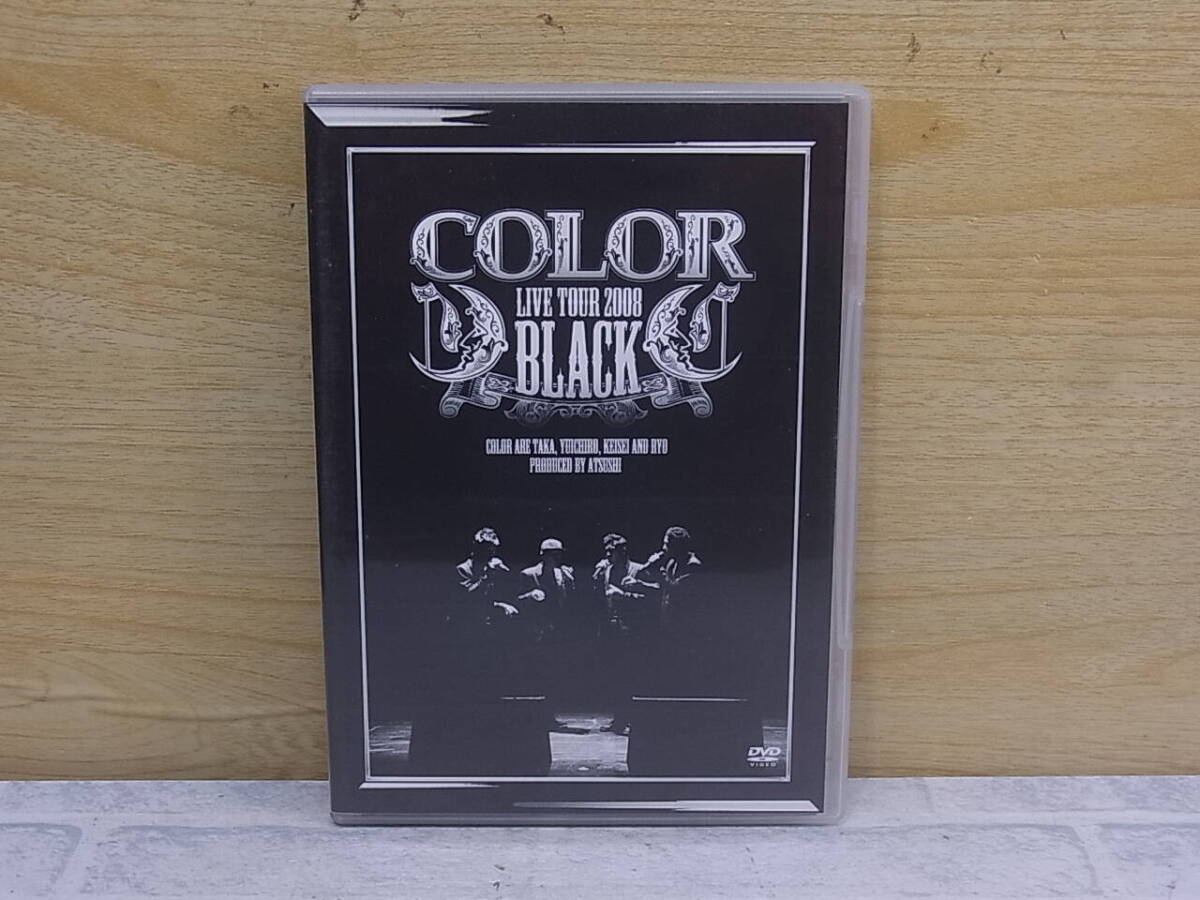 COLOR
LIVE TOUR 2008
BLACK
COLOR ARE TAKA, YUICHIRO, KEISEI AND RYO
PRODUCED BY ATSUSHI
DVD
VIDEO